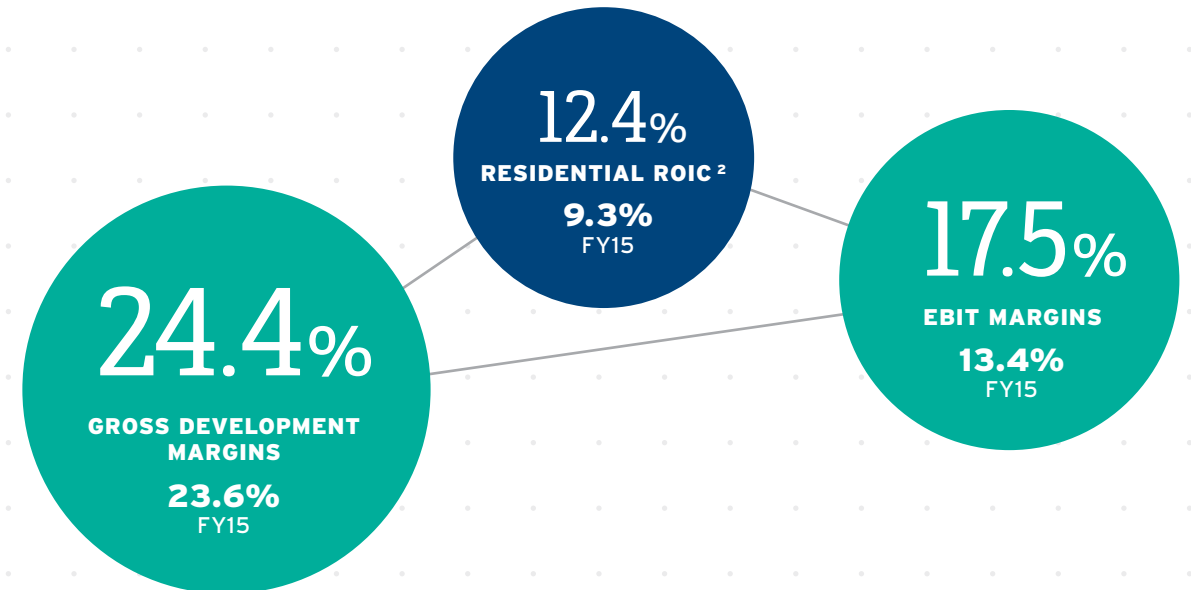 12.4%
RESIDENTIAL ROIC ²
9.3%
FY15
17.5%
EBIT MARGINS
13.4%
FY15
24.4%
GROSS DEVELOPMENT
MARGINS
23.6%
FY15